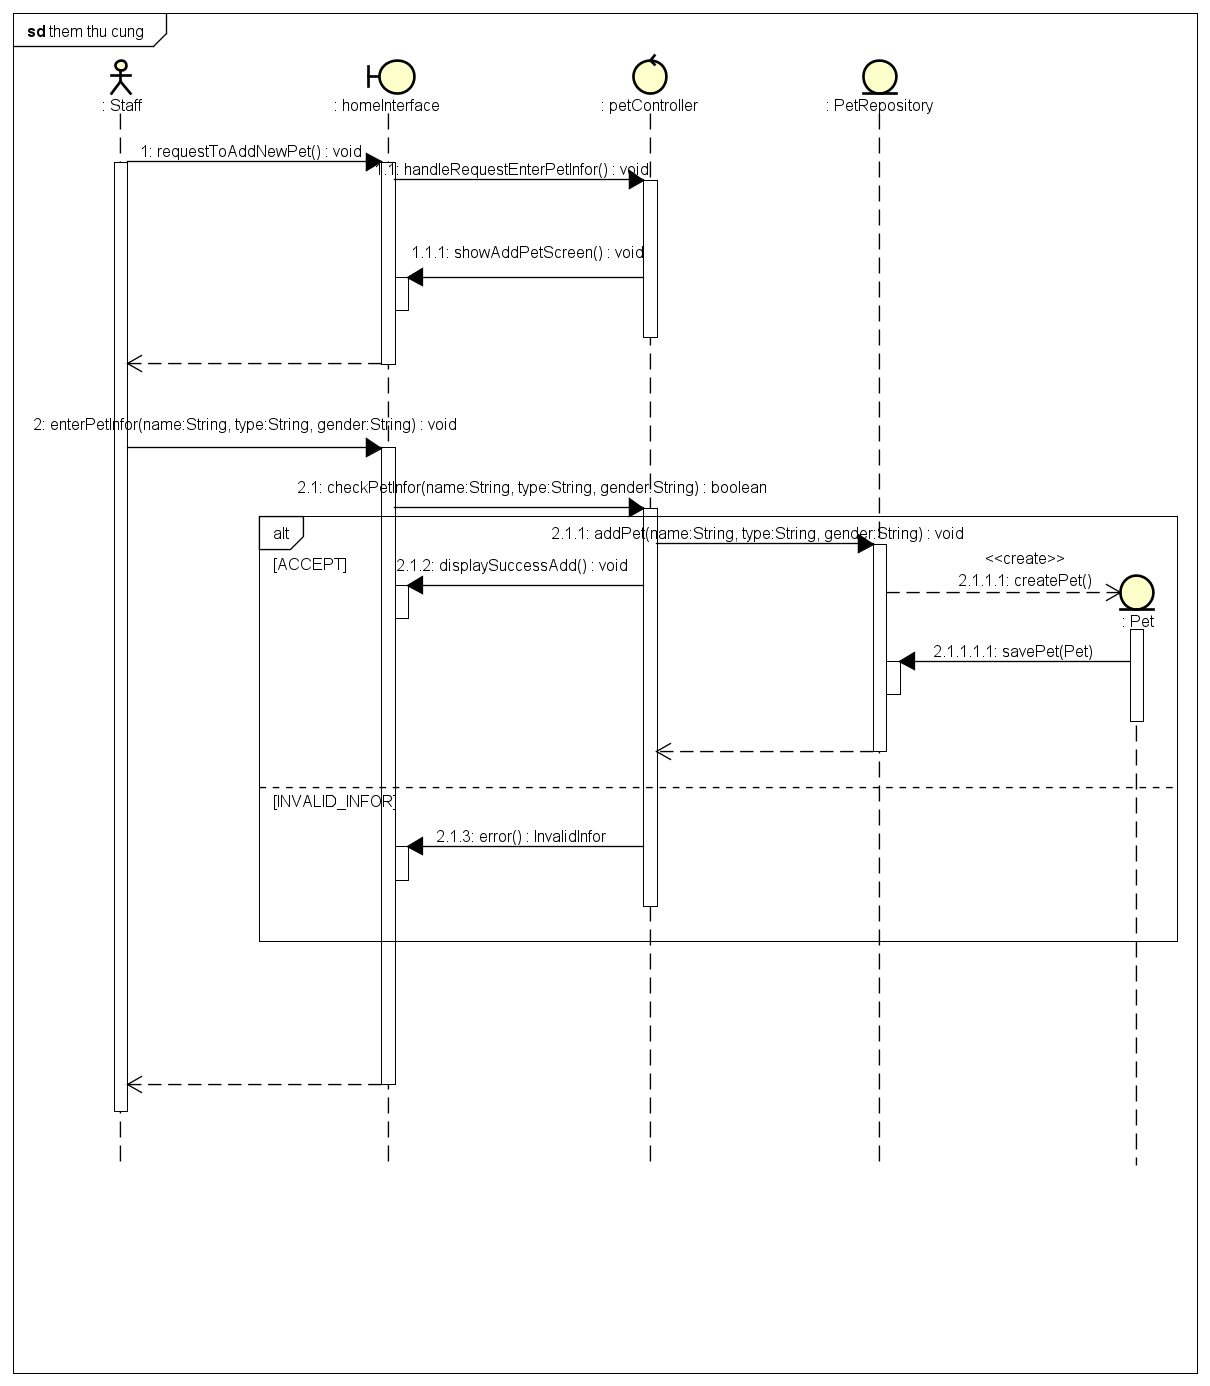 sd them thu cung
: Staff
: homeInterface
: petController
: PetRepository
1: requestToAddNewPet() : void
1.1: handleRequestEnterPetInfor() : void
1.1.1: showAddPetScreen() : void
2: enterPetInfor(name:String, type:String, gender:String) : void
2.1: checkPetInfor(name:String, type:String, gender:String) : boolean
alt
2.1.1: addPet(name:String, type:String, gender:String) : void
[ACCEPT]
2.1.2: displaySuccessAdd() : void
<<create>>
2.1.1.1: createPet()
: Pet
2.1.1.1.1: savePet(Pet)
[INVALID_INFOR]
2.1.3: error() : InvalidInfor